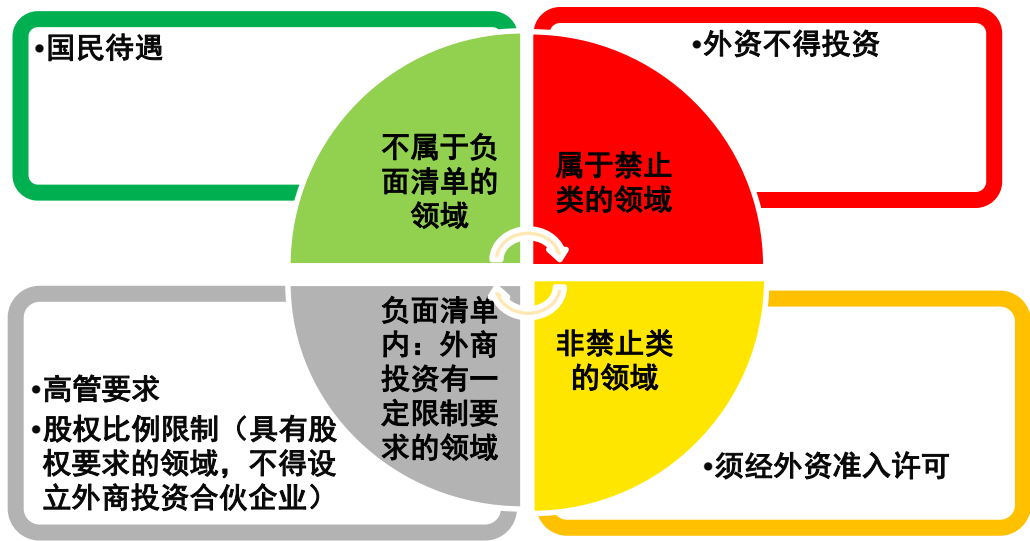 •国民待遇
不属于负
面清单的
领域
•外资不得投资
属于禁止
类的领域
•高管要求
•股权比例限制（具有股
权要求的领域，不得设
立外商投资合伙企业）
负面清单
内：外商
投资有一
定限制要
求的领域
非禁止类
的领域
•须经外资准入许可